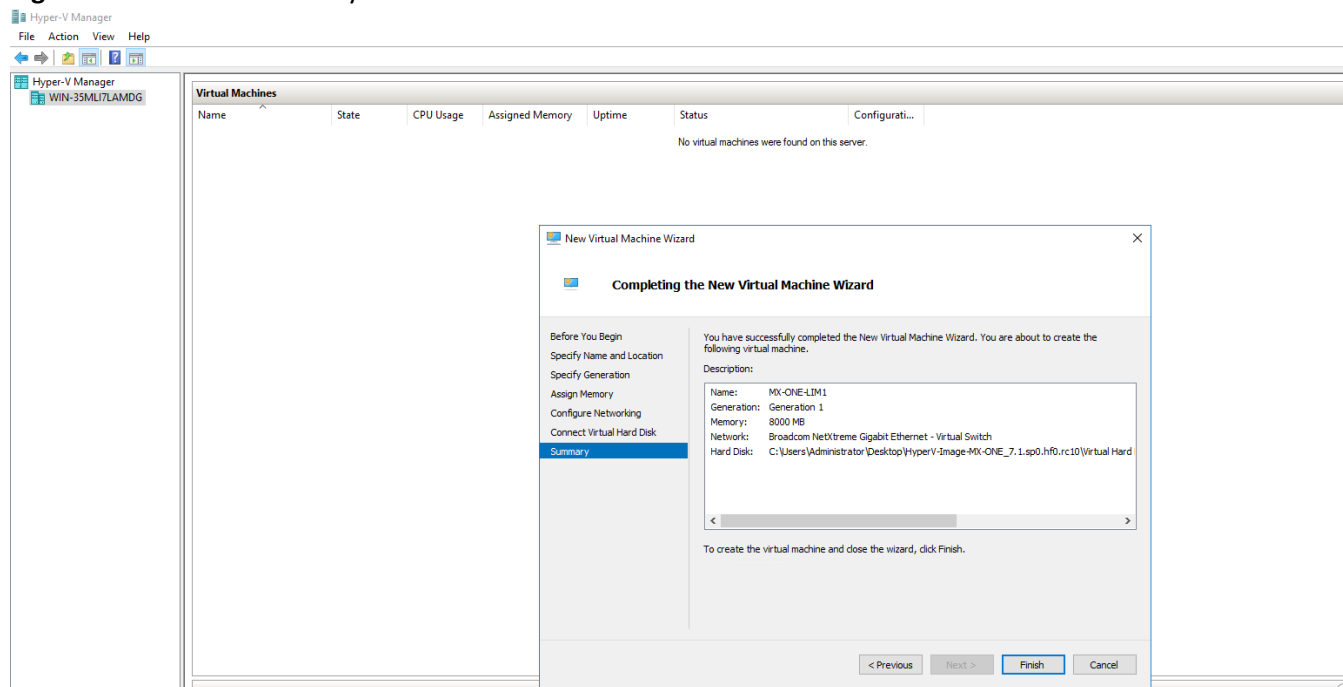 Hyper-V Manager
File Action View Help
Hyper-V Manager
WIN-35MLI7LAMDG
Virtual Machines
Name State CPU Usage Assigned Memory Uptime Status Configurati...
No virtual machines were found on this server.
New Virtual Machine Wizard
Completing the New Virtual Machine Wizard
Before You Begin
Specify Name and Location
Specify Generation
Assign Memory
Configure Networking
Connect Virtual Hard Disk
Summary
You have successfully completed the New Virtual Machine Wizard. You are about to create the
following virtual machine.
Description:
Name: MX-ONE-LIM1
Generation: Generation 1
Memory: 8000 MB
Network: Broadcom NetXtreme Gigabit Ethernet - Virtual Switch
Hard Disk: C:\Users\Administrator\Desktop\HyperV-Image-MX-ONE_7.1.sp0.hf0.rc10\Virtual Hard
To create the virtual machine and close the wizard, click Finish.
< Previous Next > Finish Cancel